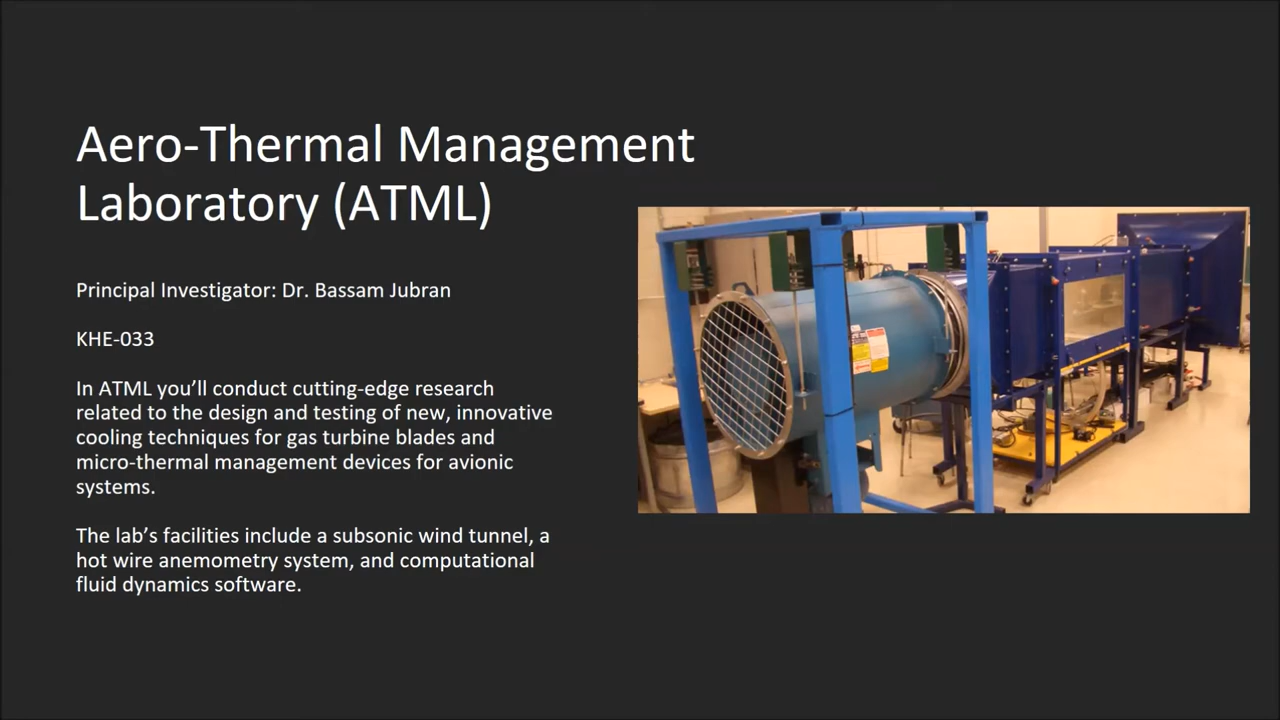 Aero-Thermal Management
Laboratory (ATML)
Principal Investigator: Dr. Bassam Jubran
KHE-033
In ATML you’ll conduct cutting-edge research
related to the design and testing of new, innovative
cooling techniques for gas turbine blades and
micro-thermal management devices for avionic
systems.
The lab’s facilities include a subsonic wind tunnel, a
hot wire anemometry system, and computational
fluid dynamics software.